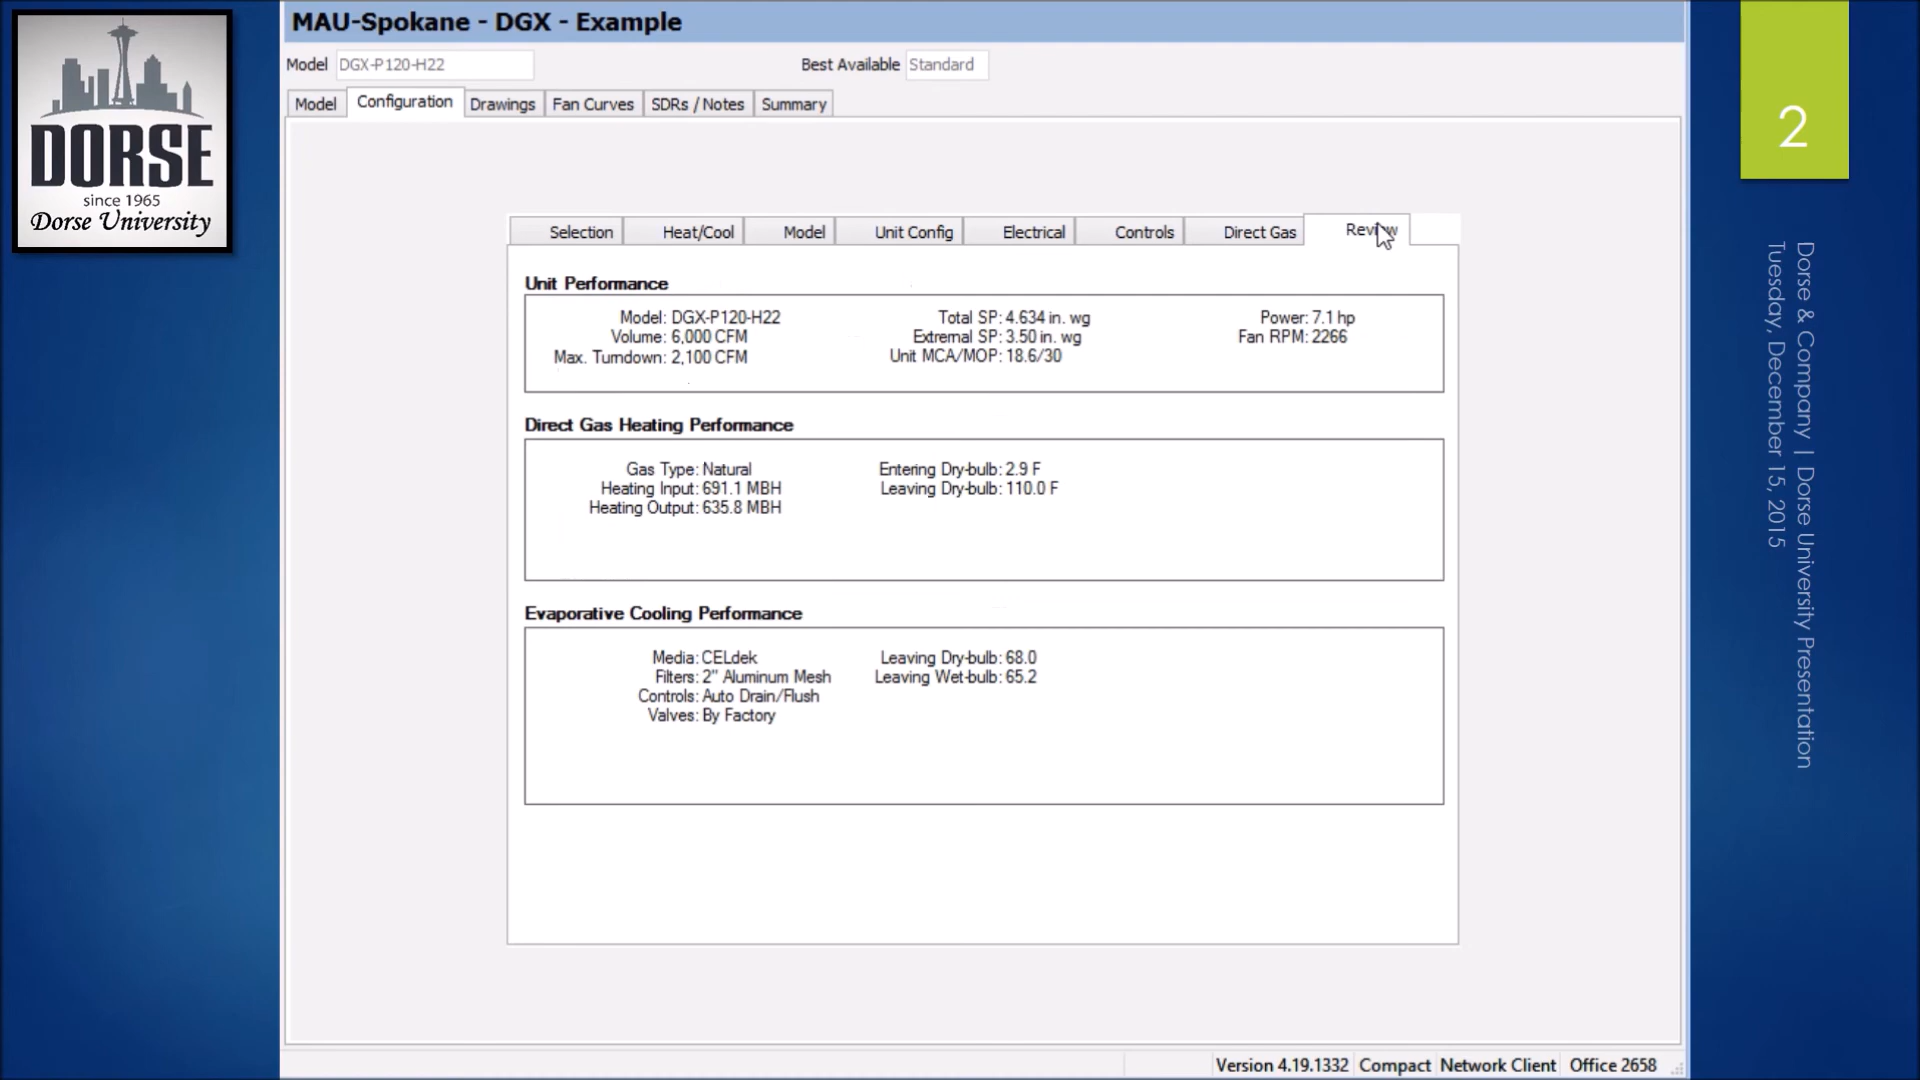 MAU-Spokane - DGX - Example
Model DGX-P120-H22 Best Available Standard
Model Configuration Drawings Fan Curves SDRs / Notes Summary
Selection Heat/Cool Model Unit Config Electrical Controls Direct Gas Review
Unit Performance
Model: DGX-P120-H22 Total SP: 4.634 in. wg Power: 7.1 hp
Volume: 6,000 CFM Extremal SP: 3.50 in. wg Fan RPM: 2266
Max. Turndown: 2,100 CFM Unit MCA/MOP: 18.6/30
Direct Gas Heating Performance
Gas Type: Natural Entering Dry-bulb: 2.9 F
Heating Input: 691.1 MBH Leaving Dry-bulb: 110.0 F
Heating Output: 635.8 MBH
Evaporative Cooling Performance
Media: CELdek Leaving Dry-bulb: 68.0
Filters: 2" Aluminum Mesh Leaving Wet-bulb: 65.2
Controls: Auto Drain/Flush
Valves: By Factory
Version 4.19.1332 Compact Network Client Office 2658
DORSE
since 1965
Dorse University
2
Dorse & Company | Dorse University Presentation
Tuesday, December 15, 2015